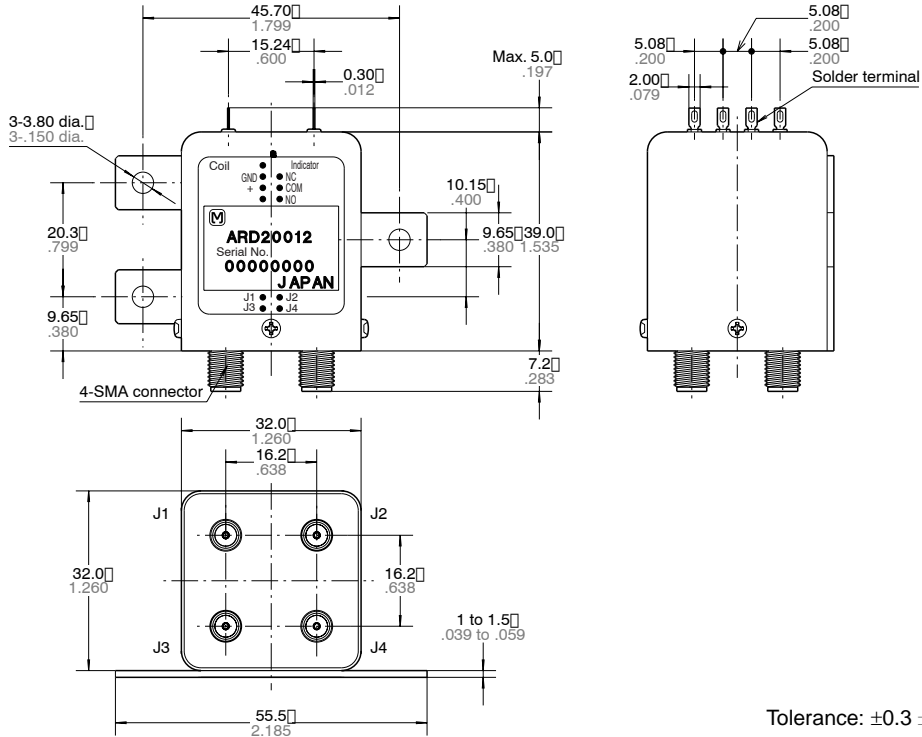 45.70
1.799
15.24
.600
0.30
.012
Max. 5.0
.197
3-3.80 dia.
3-.150 dia.
Coil
Indicator
GND
NC
+
COM
NO
M
ARD20012
Serial No.
00000000
JAPAN
J1
J2
J3
J4
20.3
.799
9.65
.380
10.15
.400
9.65
.380
39.0
1.535
7.2
.283
4-SMA connector
5.08
.200
5.08
.200
5.08
.200
2.00
.079
Solder terminal
32.0
1.260
16.2
.638
J1
J2
32.0
1.260
16.2
.638
J3
J4
1 to 1.5
.039 to .059
55.5
2.185
Tolerance: ±0.3